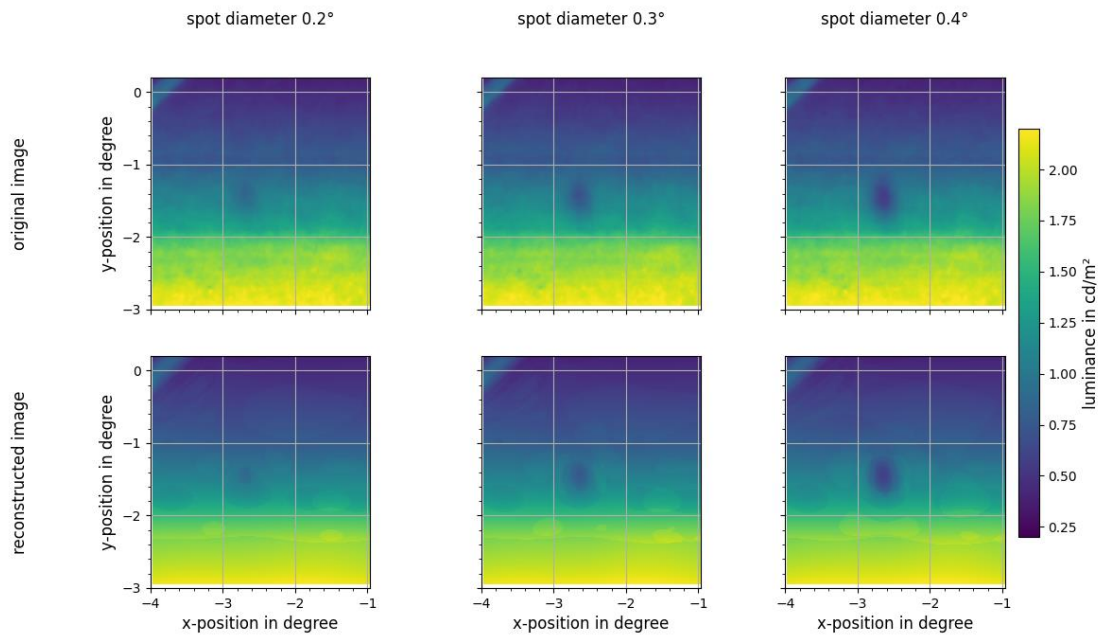 spot diameter 0.2°
spot diameter 0.3°
spot diameter 0.4°
original image
y-position in degree
0
−1
−2
−3
reconstructed image
y-position in degree
0
−1
−2
−3
−4
−3
−2
−1
x-position in degree
−4
−3
−2
−1
x-position in degree
−4
−3
−2
−1
x-position in degree
2.00
1.75
1.50
1.25
1.00
0.75
0.50
0.25
luminance in cd/m²